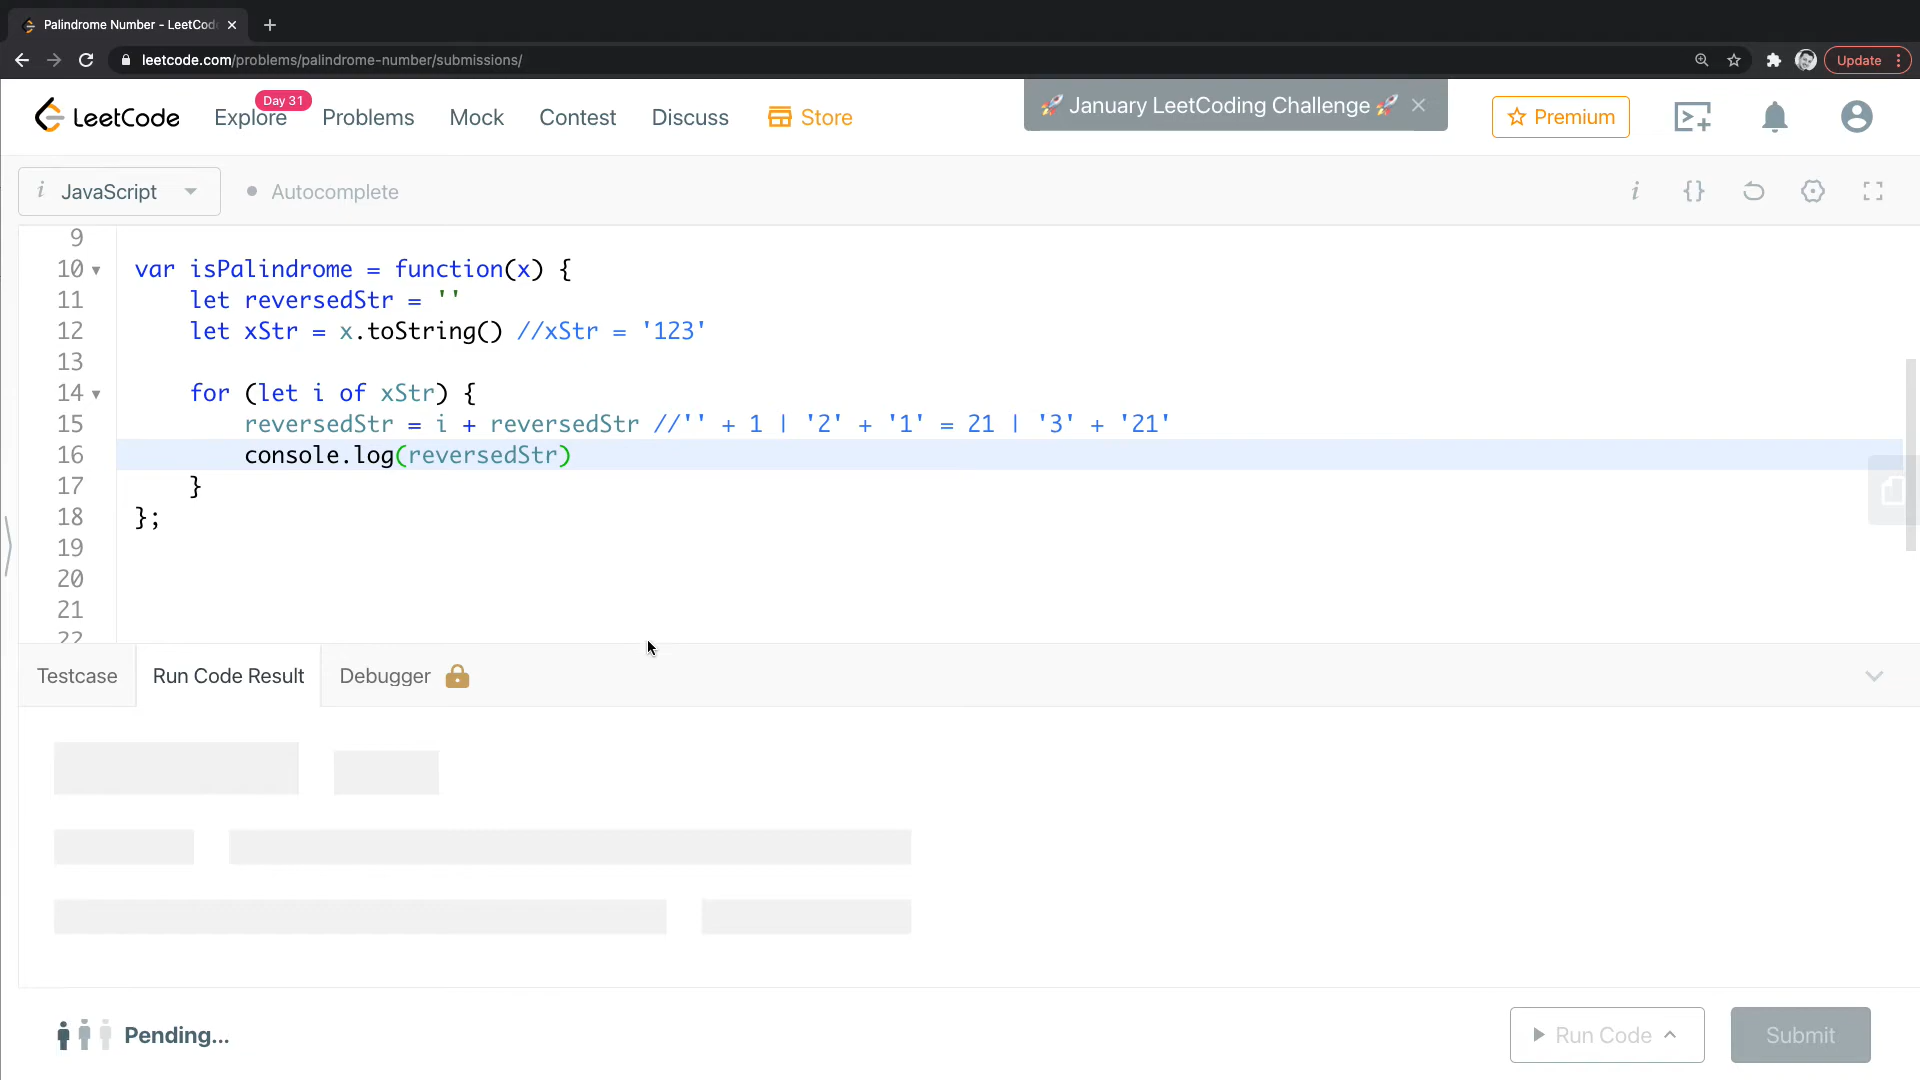 Palindrome Number - LeetCod
leetcode.com/problems/palindrome-number/submissions/
Update
LeetCode
Explore
Day 31
Problems
Mock
Contest
Discuss
Store
🚀 January LeetCoding Challenge 🚀
Premium
i JavaScript
Autocomplete
i {}
9
10 var isPalindrome = function(x) {
11 let reversedStr = ''
12 let xStr = x.toString() //xStr = '123'
13
14 for (let i of xStr) {
15 reversedStr = i + reversedStr //'' + 1 | '2' + '1' = 21 | '3' + '21'
16 console.log(reversedStr)
17 }
18 };
19
20
21
22
Testcase
Run Code Result
Debugger
Pending...
Run Code
Submit